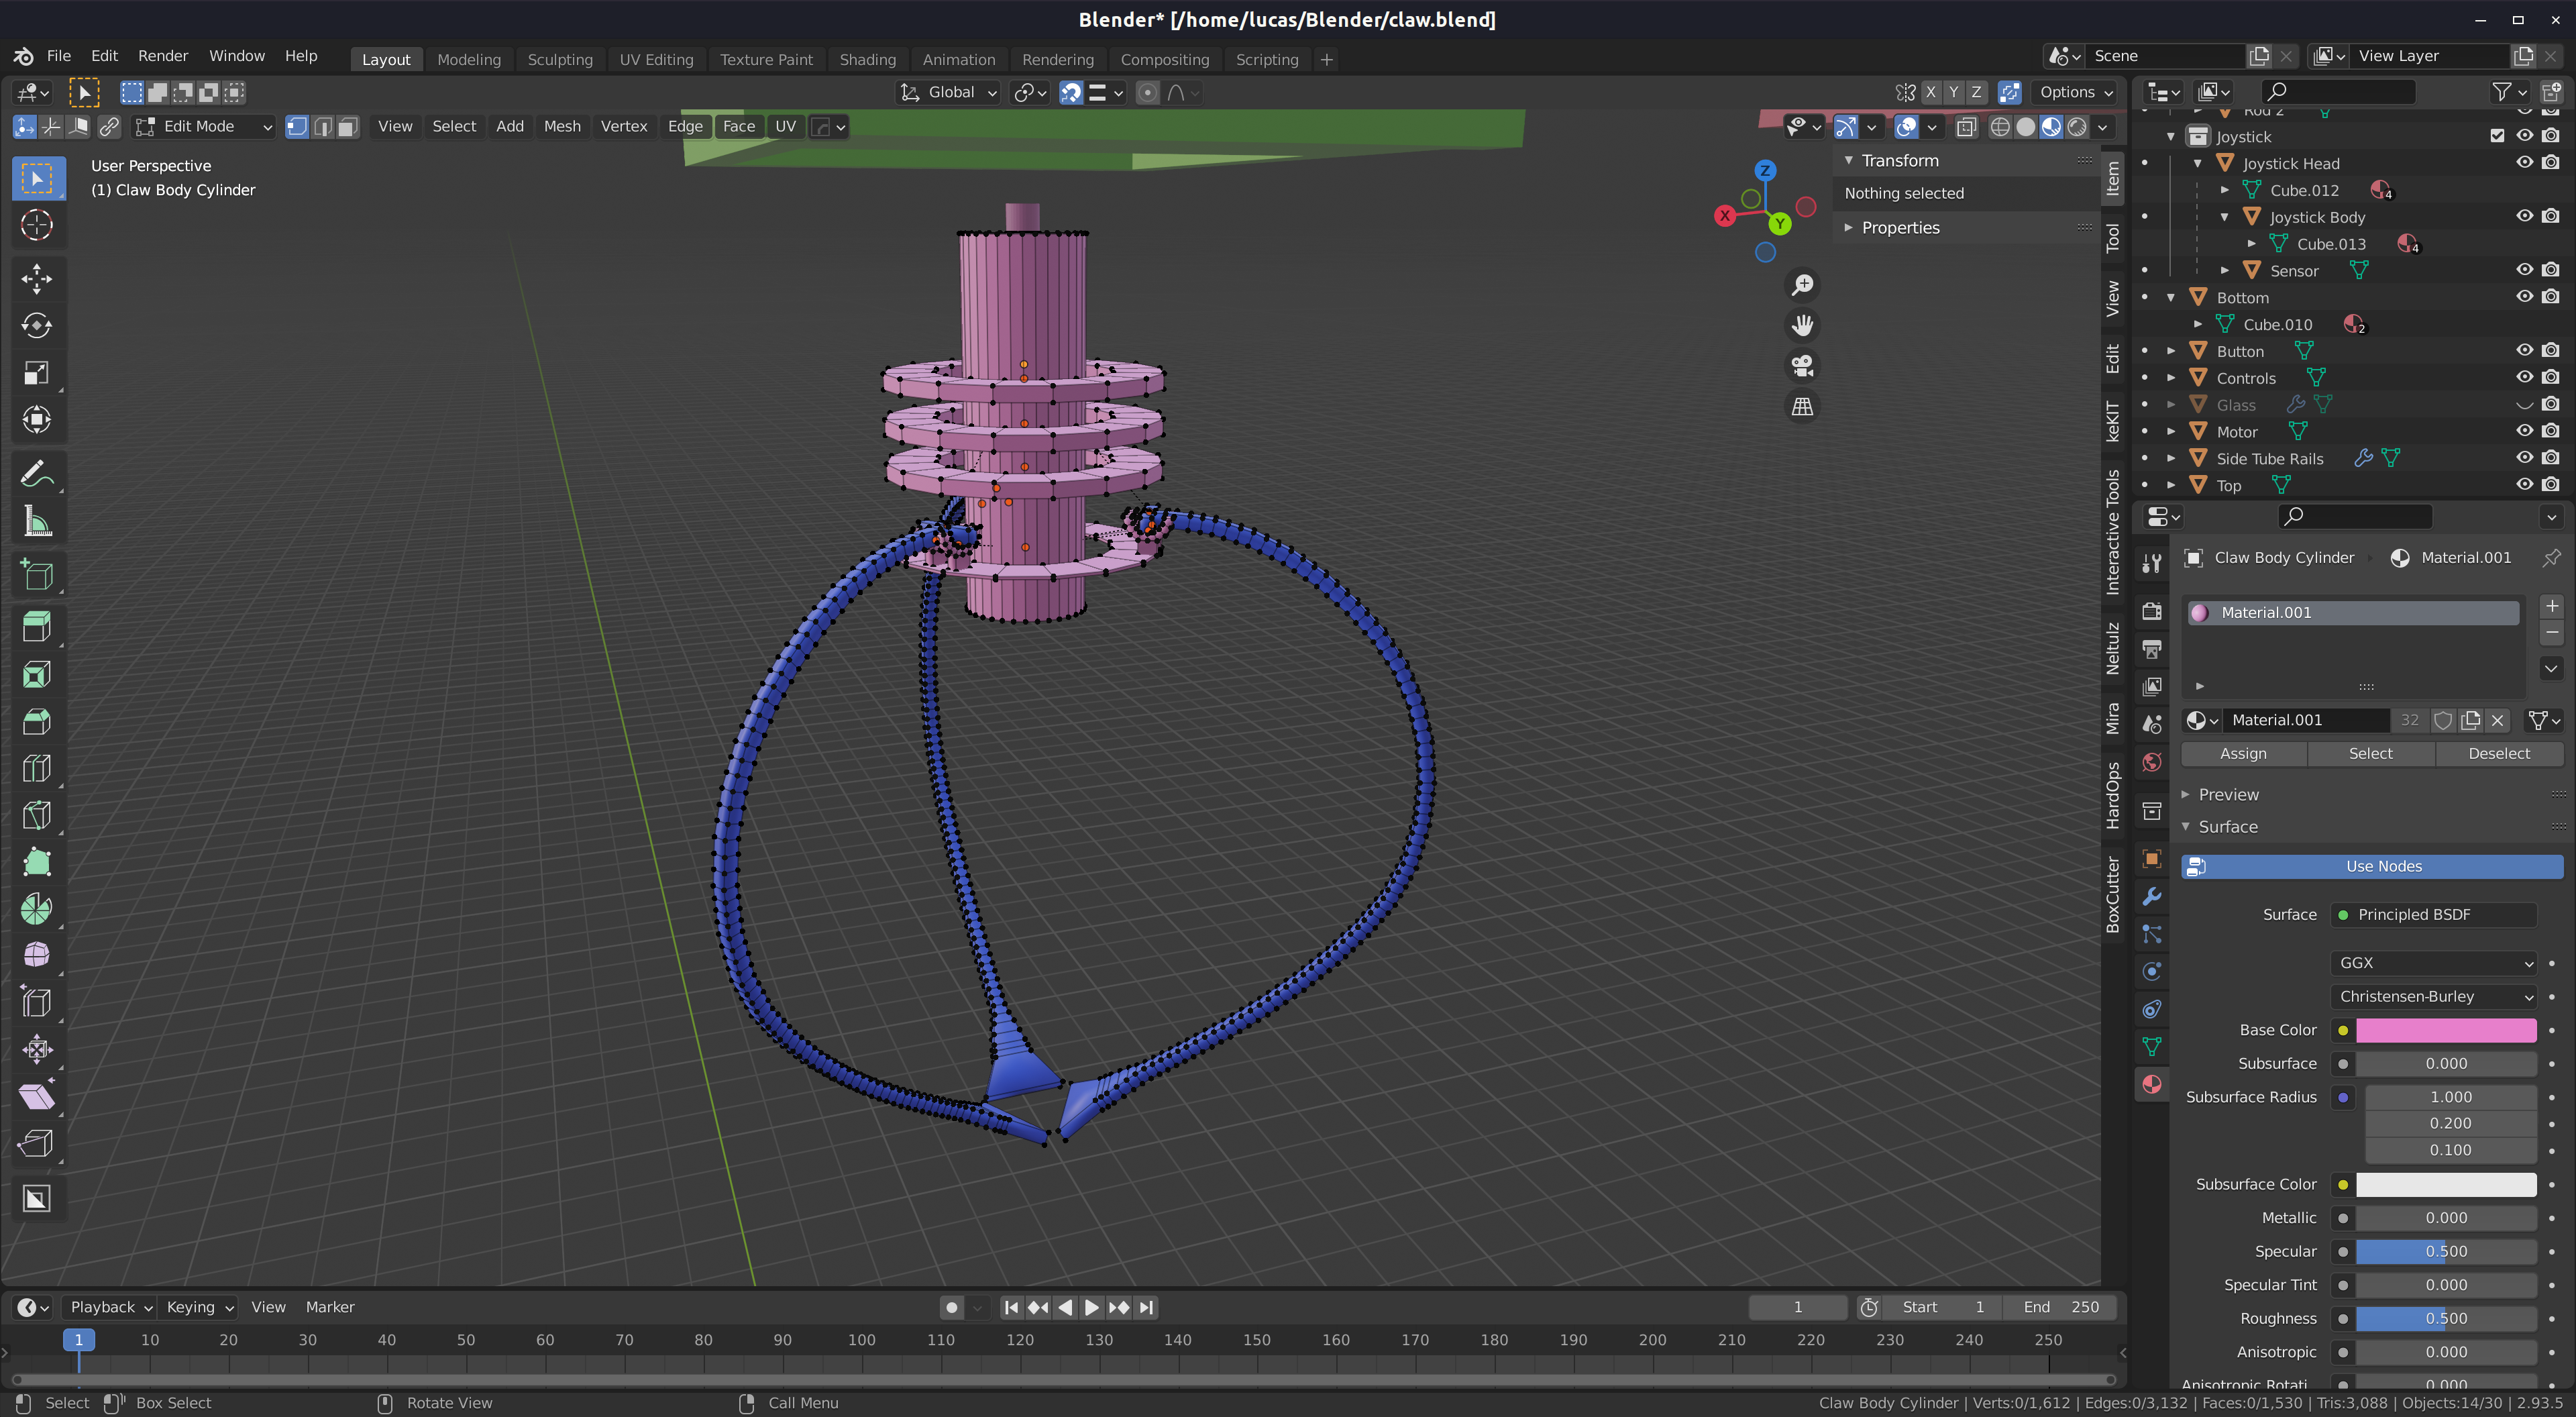 Blender* [/home/lucas/Blender/claw.blend]
File Edit Render Window Help Layout Modeling Sculpting UV Editing Texture Paint Shading Animation Rendering Compositing Scripting + Scene View Layer
Global X Y Z Options
Edit Mode View Select Add Mesh Vertex Edge Face UV
User Perspective
(1) Claw Body Cylinder
Z
X
Y
Transform
Nothing selected
Properties
Item
Tool
View
Edit
keKIT
Interactive Tools
Neltulz
Mira
HardOps
BoxCutter
Rod 2
Joystick
Joystick Head
Cube.012 4
Joystick Body
Cube.013 4
Sensor
Bottom
Cube.010 2
Button
Controls
Glass
Motor
Side Tube Rails
Top
Claw Body Cylinder Material.001
Material.001
Material.001 32
Assign Select Deselect
Preview
Surface
Use Nodes
Surface Principled BSDF
GGX
Christensen-Burley
Base Color
Subsurface 0.000
Subsurface Radius 1.000
0.200
0.100
Subsurface Color
Metallic 0.000
Specular 0.500
Specular Tint 0.000
Roughness 0.500
Anisotropic 0.000
Anisotropic Rotati.. 0.000
Playback Keying View Marker 1 Start 1 End 250
1 10 20 30 40 50 60 70 80 90 100 110 120 130 140 150 160 170 180 190 200 210 220 230 240 250
Select Box Select Rotate View Call Menu Claw Body Cylinder | Verts:0/1,612 | Edges:0/3,132 | Faces:0/1,530 | Tris:3,088 | Objects:14/30 | 2.93.5